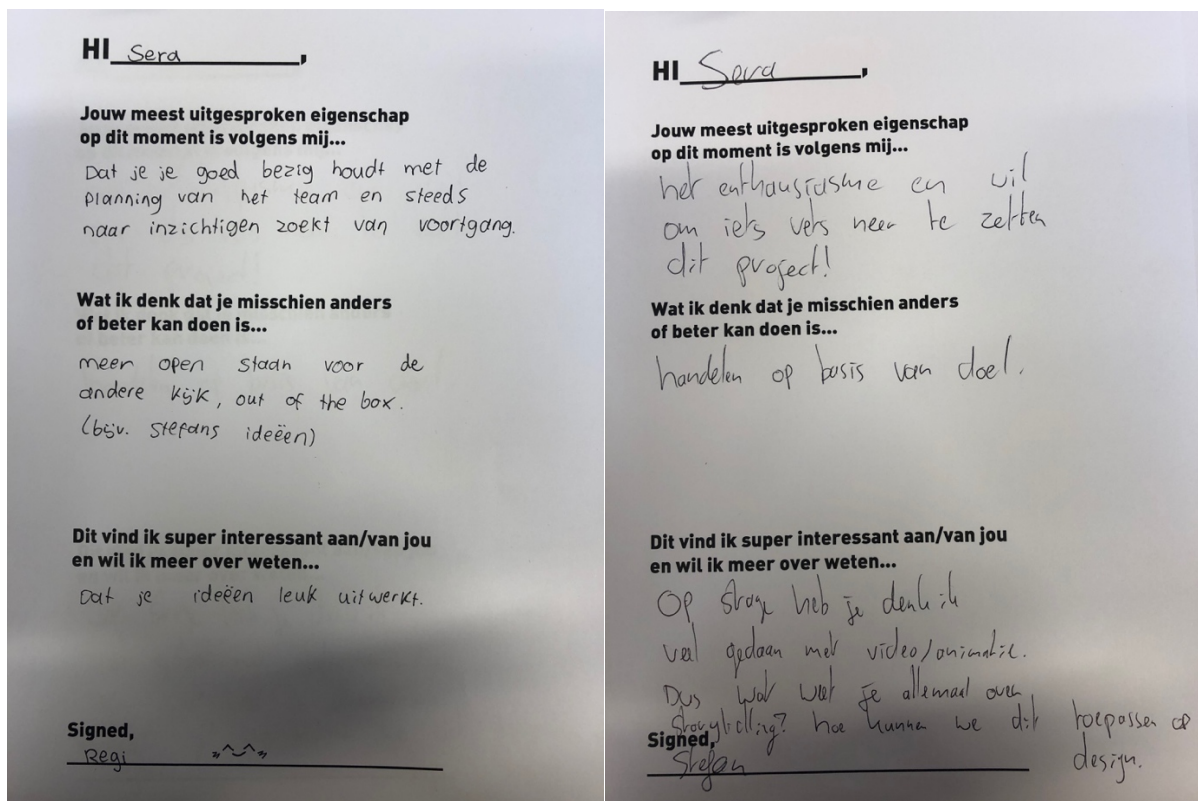 HI Sera,
Jouw meest uitgesproken eigenschap
op dit moment is volgens mij...
Dat je je goed bezig houdt met de
planning van het team en steeds
naar inzichtigen zoekt van voortgang.
Wat ik denk dat je misschien anders
of beter kan doen is...
meer open staan voor de
andere kijk, out of the box.
(bijv. Stefans ideeën)
Dit vind ik super interessant aan/van jou
en wil ik meer over weten...
Dat je ideeën leuk uitwerkt.
Signed,
Regi
HI Sera,
Jouw meest uitgesproken eigenschap
op dit moment is volgens mij...
het enthausiasme en wil
om iets vets neer te zetten
dit project!
Wat ik denk dat je misschien anders
of beter kan doen is...
handelen op basis van doel.
Dit vind ik super interessant aan/van jou
en wil ik meer over weten...
Op stage heb je denk ik
veel gedaan met video/animatie.
Dus wat weet je allemaal over
storytelling? hoe kunnen we dit toepassen op
design.
Signed,
Stefan